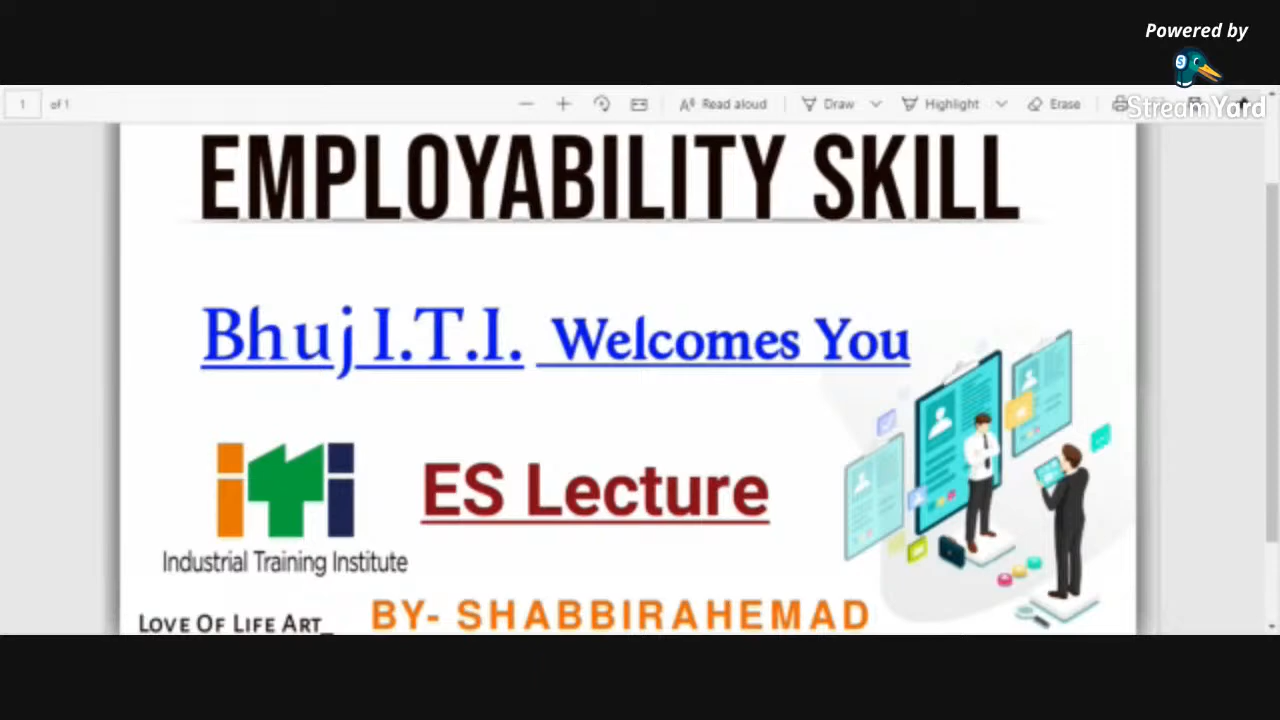 Powered by
StreamYard
1 of 1
Read aloud
Draw
Highlight
Erase
EMPLOYABILITY SKILL
Bhuj I.T.I. Welcomes You
iTi
ES Lecture
Industrial Training Institute
LOVE OF LIFE ART_
BY- SHABBIRAHEMAD